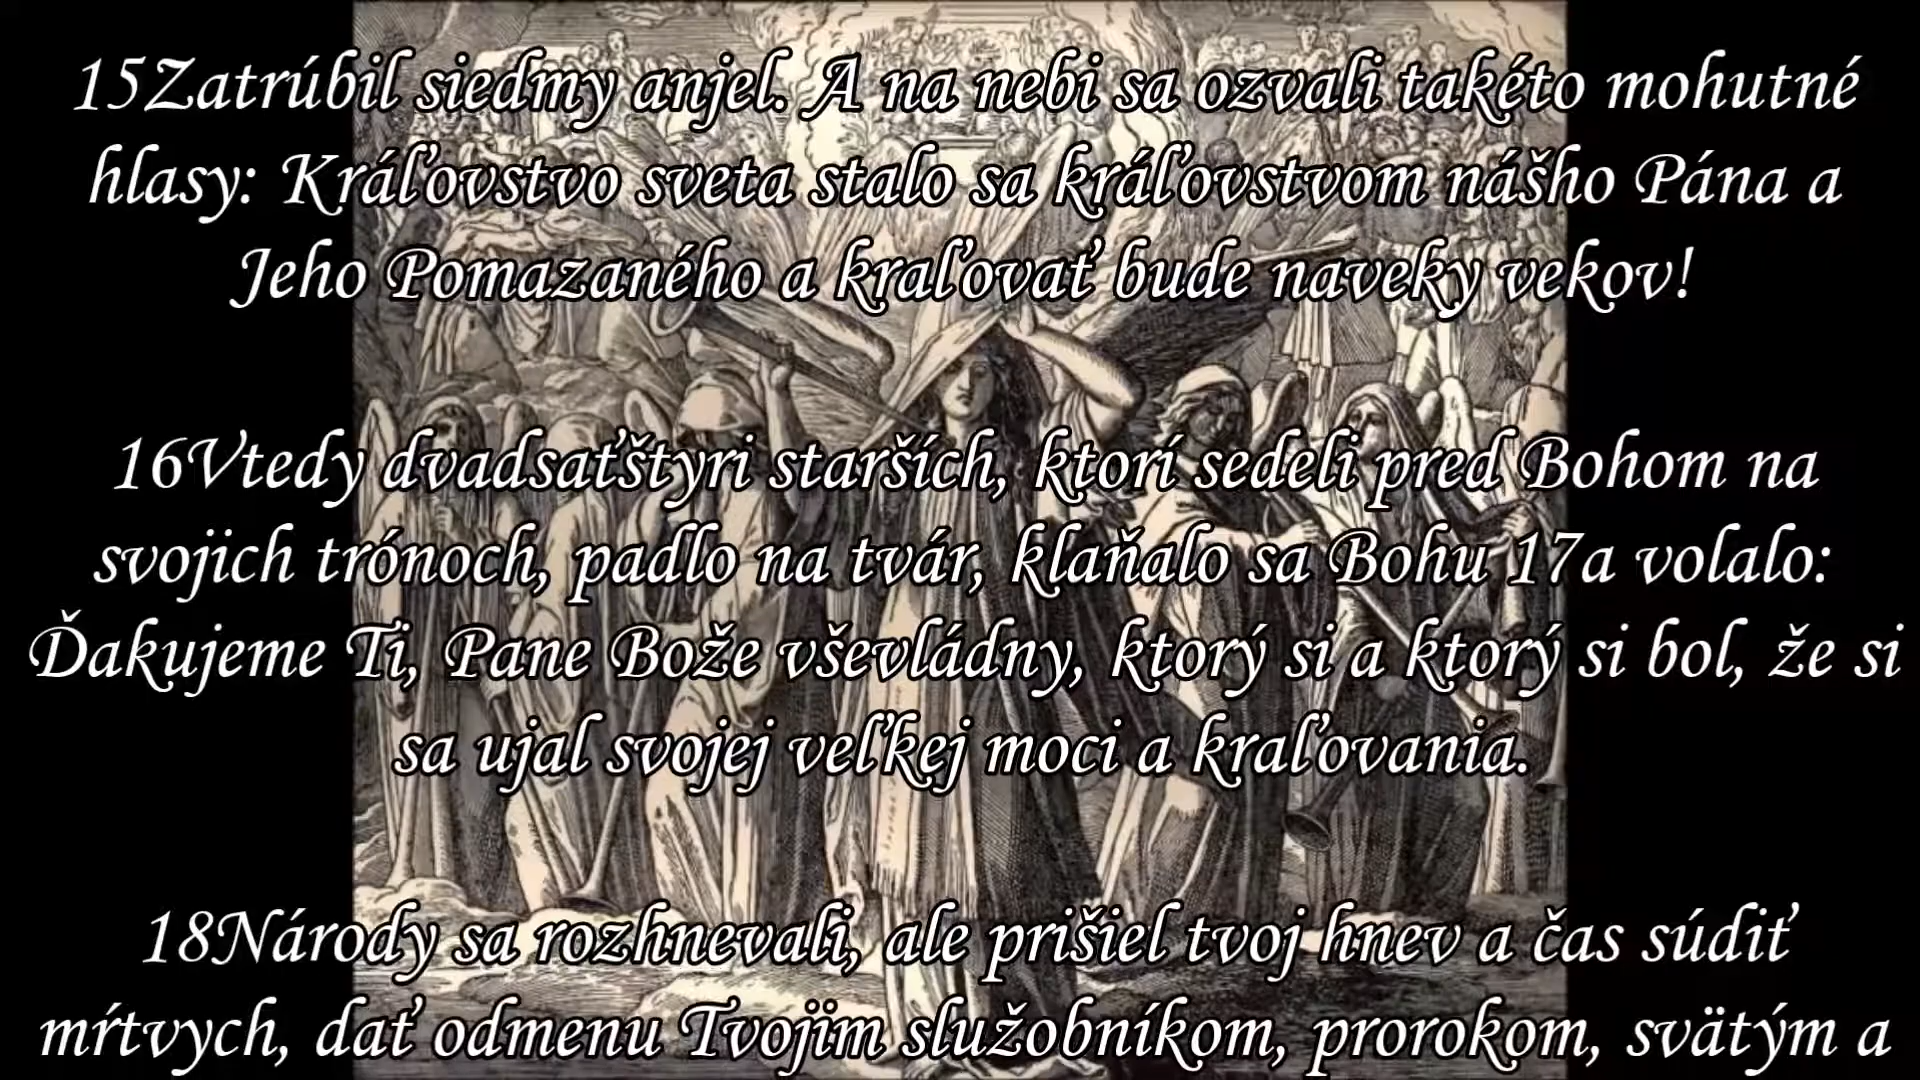 15Zatrúbil siedmy anjel. A na nebi sa ozvali takéto mohutné
hlasy: Kráľovstvo sveta stalo sa kráľovstvom nášho Pána a
Jeho Pomazaného a kraľovať bude naveky vekov!
16Vtedy dvadsaťštyri starších, ktorí sedeli pred Bohom na
svojich trónoch, padlo na tvár, klaňalo sa Bohu 17a volalo:
Ďakujeme Ti, Pane Bože vševládny, ktorý si a ktorý si bol, že si
sa ujal svojej veľkej moci a kraľovania.
18Národy sa rozhnevali, ale prišiel tvoj hnev a čas súdiť
mŕtvych, dať odmenu Tvojim služobníkom, prorokom, svätým a